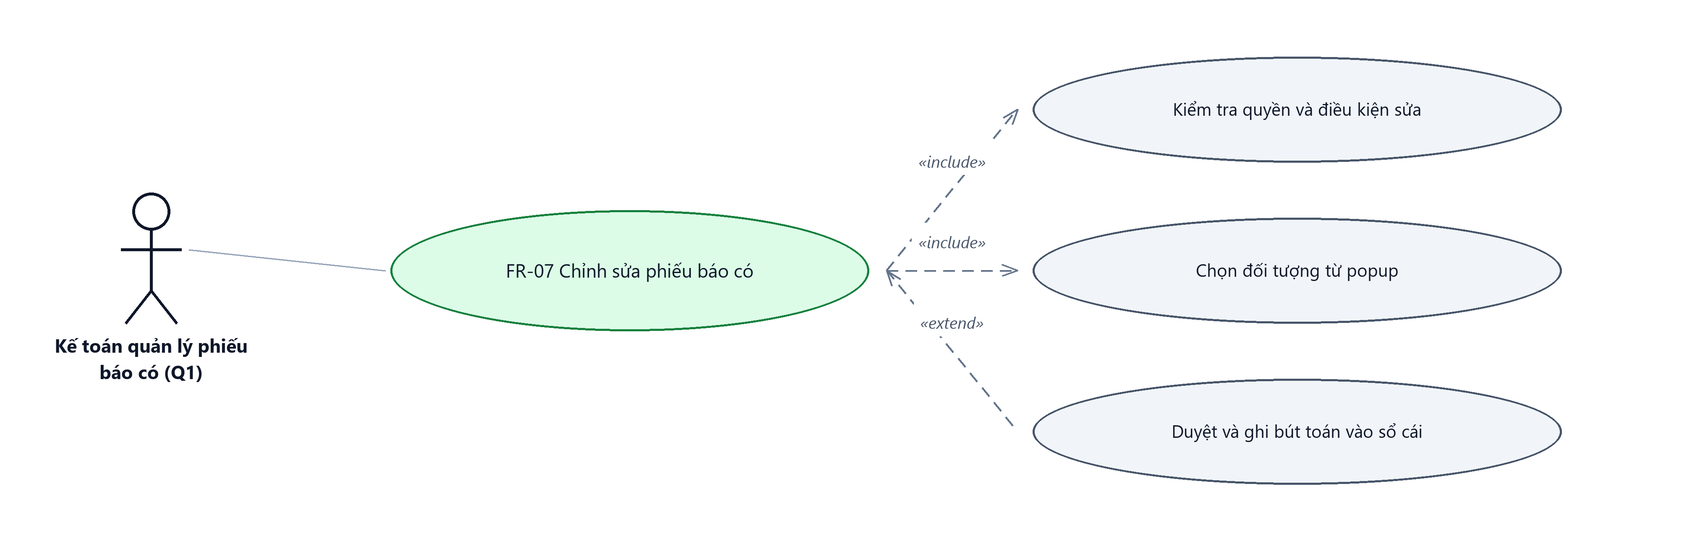 Kiểm tra quyền và điều kiện sửa
«include»
«include»
FR-07 Chỉnh sửa phiếu báo có
Chọn đối tượng từ popup
«extend»
Kế toán quản lý phiếu
báo có (Q1)
Duyệt và ghi bút toán vào sổ cái